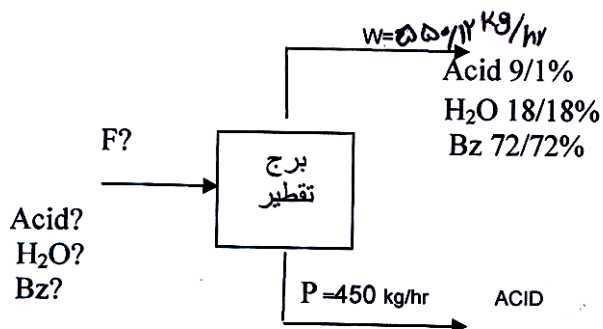 W=۵۵۰/۱۲ kg/hr
Acid 9/1%
H₂O 18/18%
Bz 72/72%
F?
برج
تقطیر
Acid?
H₂O?
Bz?
P =450 kg/hr ACID